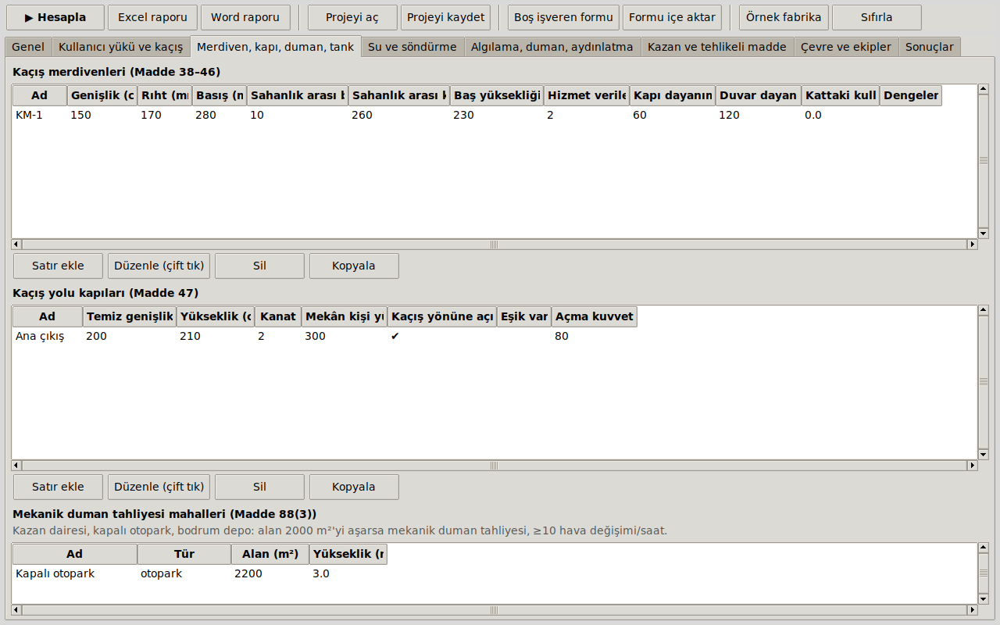 ▶ Hesapla Excel raporu Word raporu Projeyi aç Projeyi kaydet Boş işveren formu Formu içe aktar Örnek fabrika Sıfırla
Genel Kullanıcı yükü ve kaçış Merdiven, kapı, duman, tank Su ve söndürme Algılama, duman, aydınlatma Kazan ve tehlikeli madde Çevre ve ekipler Sonuçlar
Kaçış merdivenleri (Madde 38–46)
Ad Genişlik (c Rıht (m Basış (n Sahanlık arası b Sahanlık arası k Baş yüksekliği Hizmet verile Kapı dayanın Duvar dayan Kattaki kull Dengeler
KM-1 150 170 280 10 260 230 2 60 120 0.0
Satır ekle Düzenle (çift tık) Sil Kopyala
Kaçış yolu kapıları (Madde 47)
Ad Temiz genişlik Yükseklik (c Kanat Mekân kişi yü Kaçış yönüne açı Eşik var Açma kuvvet
Ana çıkış 200 210 2 300 ✔ 80
Satır ekle Düzenle (çift tık) Sil Kopyala
Mekanik duman tahliyesi mahalleri (Madde 88(3))
Kazan dairesi, kapalı otopark, bodrum depo: alan 2000 m²'yi aşarsa mekanik duman tahliyesi, ≥10 hava değişimi/saat.
Ad Tür Alan (m²) Yükseklik (r
Kapalı otopark otopark 2200 3.0